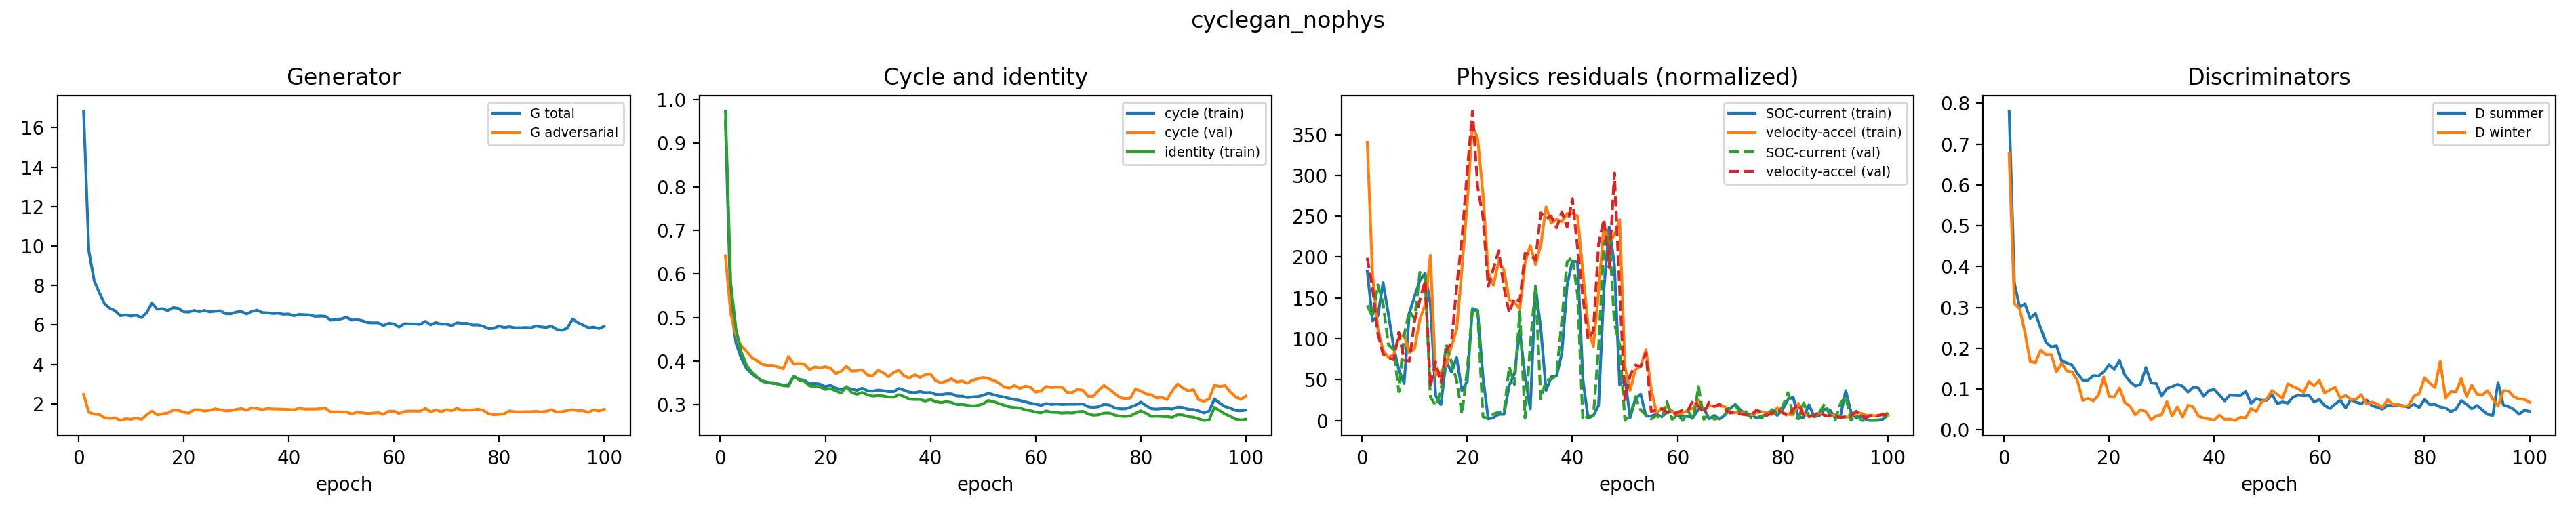 cyclegan_nophys
Generator
16
14
12
10
8
6
4
2
0
20
40
60
80
100
epoch
G total
G adversarial
Cycle and identity
1.0
0.9
0.8
0.7
0.6
0.5
0.4
0.3
0
20
40
60
80
100
epoch
cycle (train)
cycle (val)
identity (train)
Physics residuals (normalized)
350
300
250
200
150
100
50
0
0
20
40
60
80
100
epoch
SOC-current (train)
velocity-accel (train)
SOC-current (val)
velocity-accel (val)
Discriminators
0.8
0.7
0.6
0.5
0.4
0.3
0.2
0.1
0.0
0
20
40
60
80
100
epoch
D summer
D winter